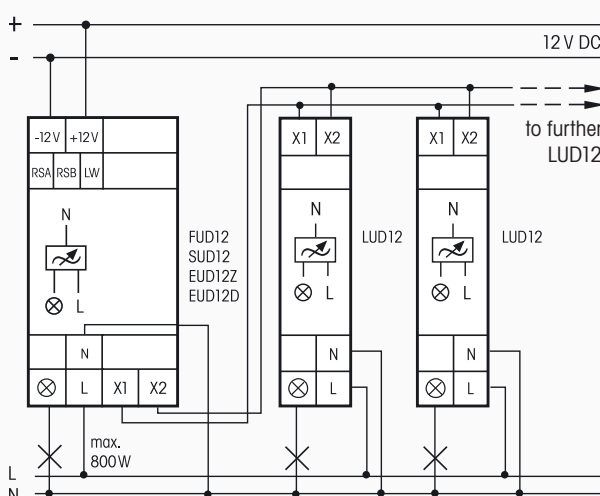 +
12 V DC
-
-12V +12V
X1 X2
X1 X2
to further
LUD12
RSA RSB LW
N
N
N
FUD12
SUD12
EUD12Z
EUD12D
LUD12
LUD12
L
L
L
N
N
N
L X1 X2
L
L
max.
800W
L
N